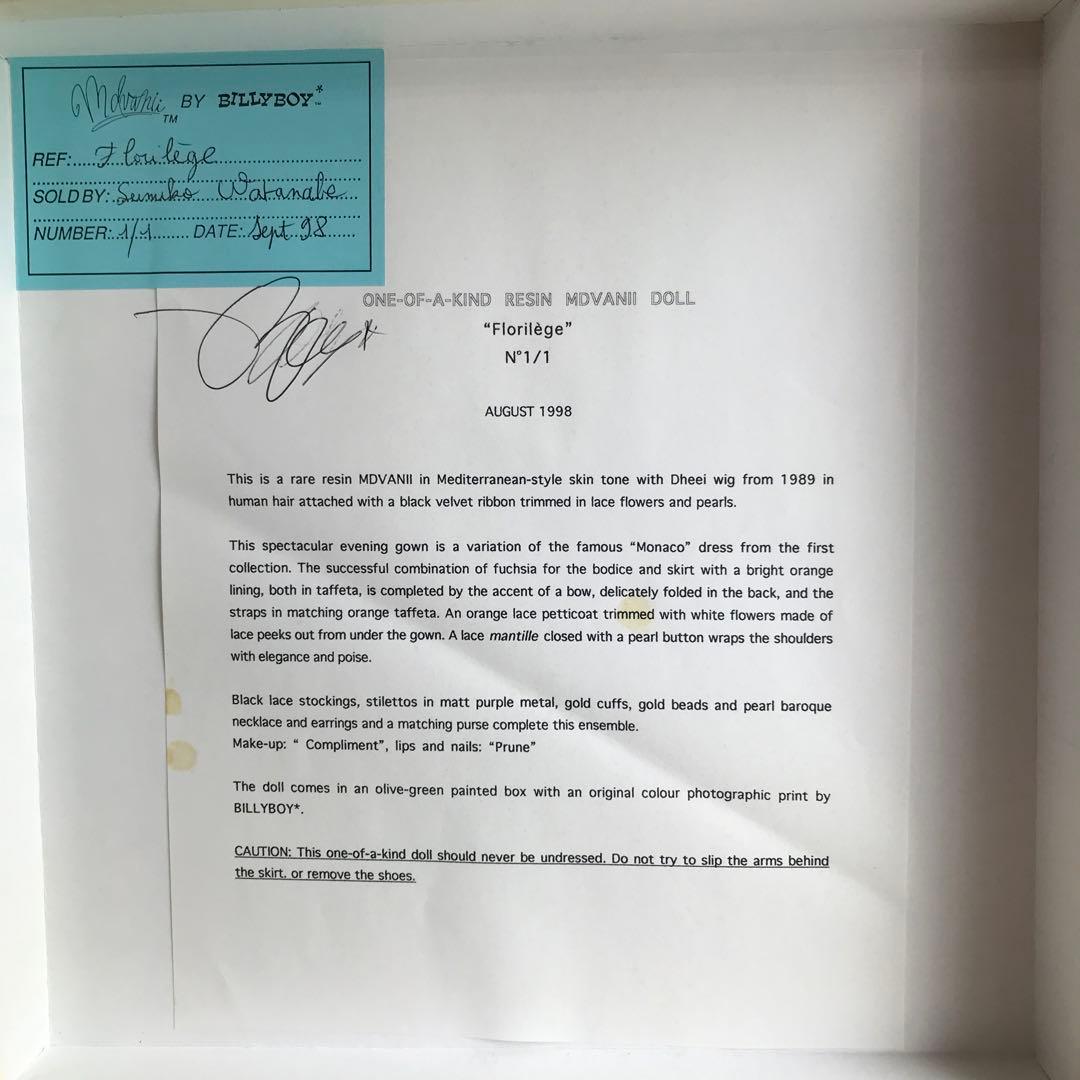 Mdvanii TM BY BILLYBOY*™
REF:.....Florilège
SOLD BY: Sumiko Watanabe
NUMBER: 1/1 DATE: Sept 98
ONE-OF-A-KIND RESIN MDVANII DOLL
“Florilège”
N°1/1
AUGUST 1998
This is a rare resin MDVANII in Mediterranean-style skin tone with Dheei wig from 1989 in
human hair attached with a black velvet ribbon trimmed in lace flowers and pearls.
This spectacular evening gown is a variation of the famous “Monaco” dress from the first
collection. The successful combination of fuchsia for the bodice and skirt with a bright orange
lining, both in taffeta, is completed by the accent of a bow, delicately folded in the back, and the
straps in matching orange taffeta. An orange lace petticoat trimmed with white flowers made of
lace peeks out from under the gown. A lace mantille closed with a pearl button wraps the shoulders
with elegance and poise.
Black lace stockings, stilettos in matt purple metal, gold cuffs, gold beads and pearl baroque
necklace and earrings and a matching purse complete this ensemble.
Make-up: “ Compliment”, lips and nails: “Prune”
The doll comes in an olive-green painted box with an original colour photographic print by
BILLYBOY*.
CAUTION: This one-of-a-kind doll should never be undressed. Do not try to slip the arms behind
the skirt, or remove the shoes.